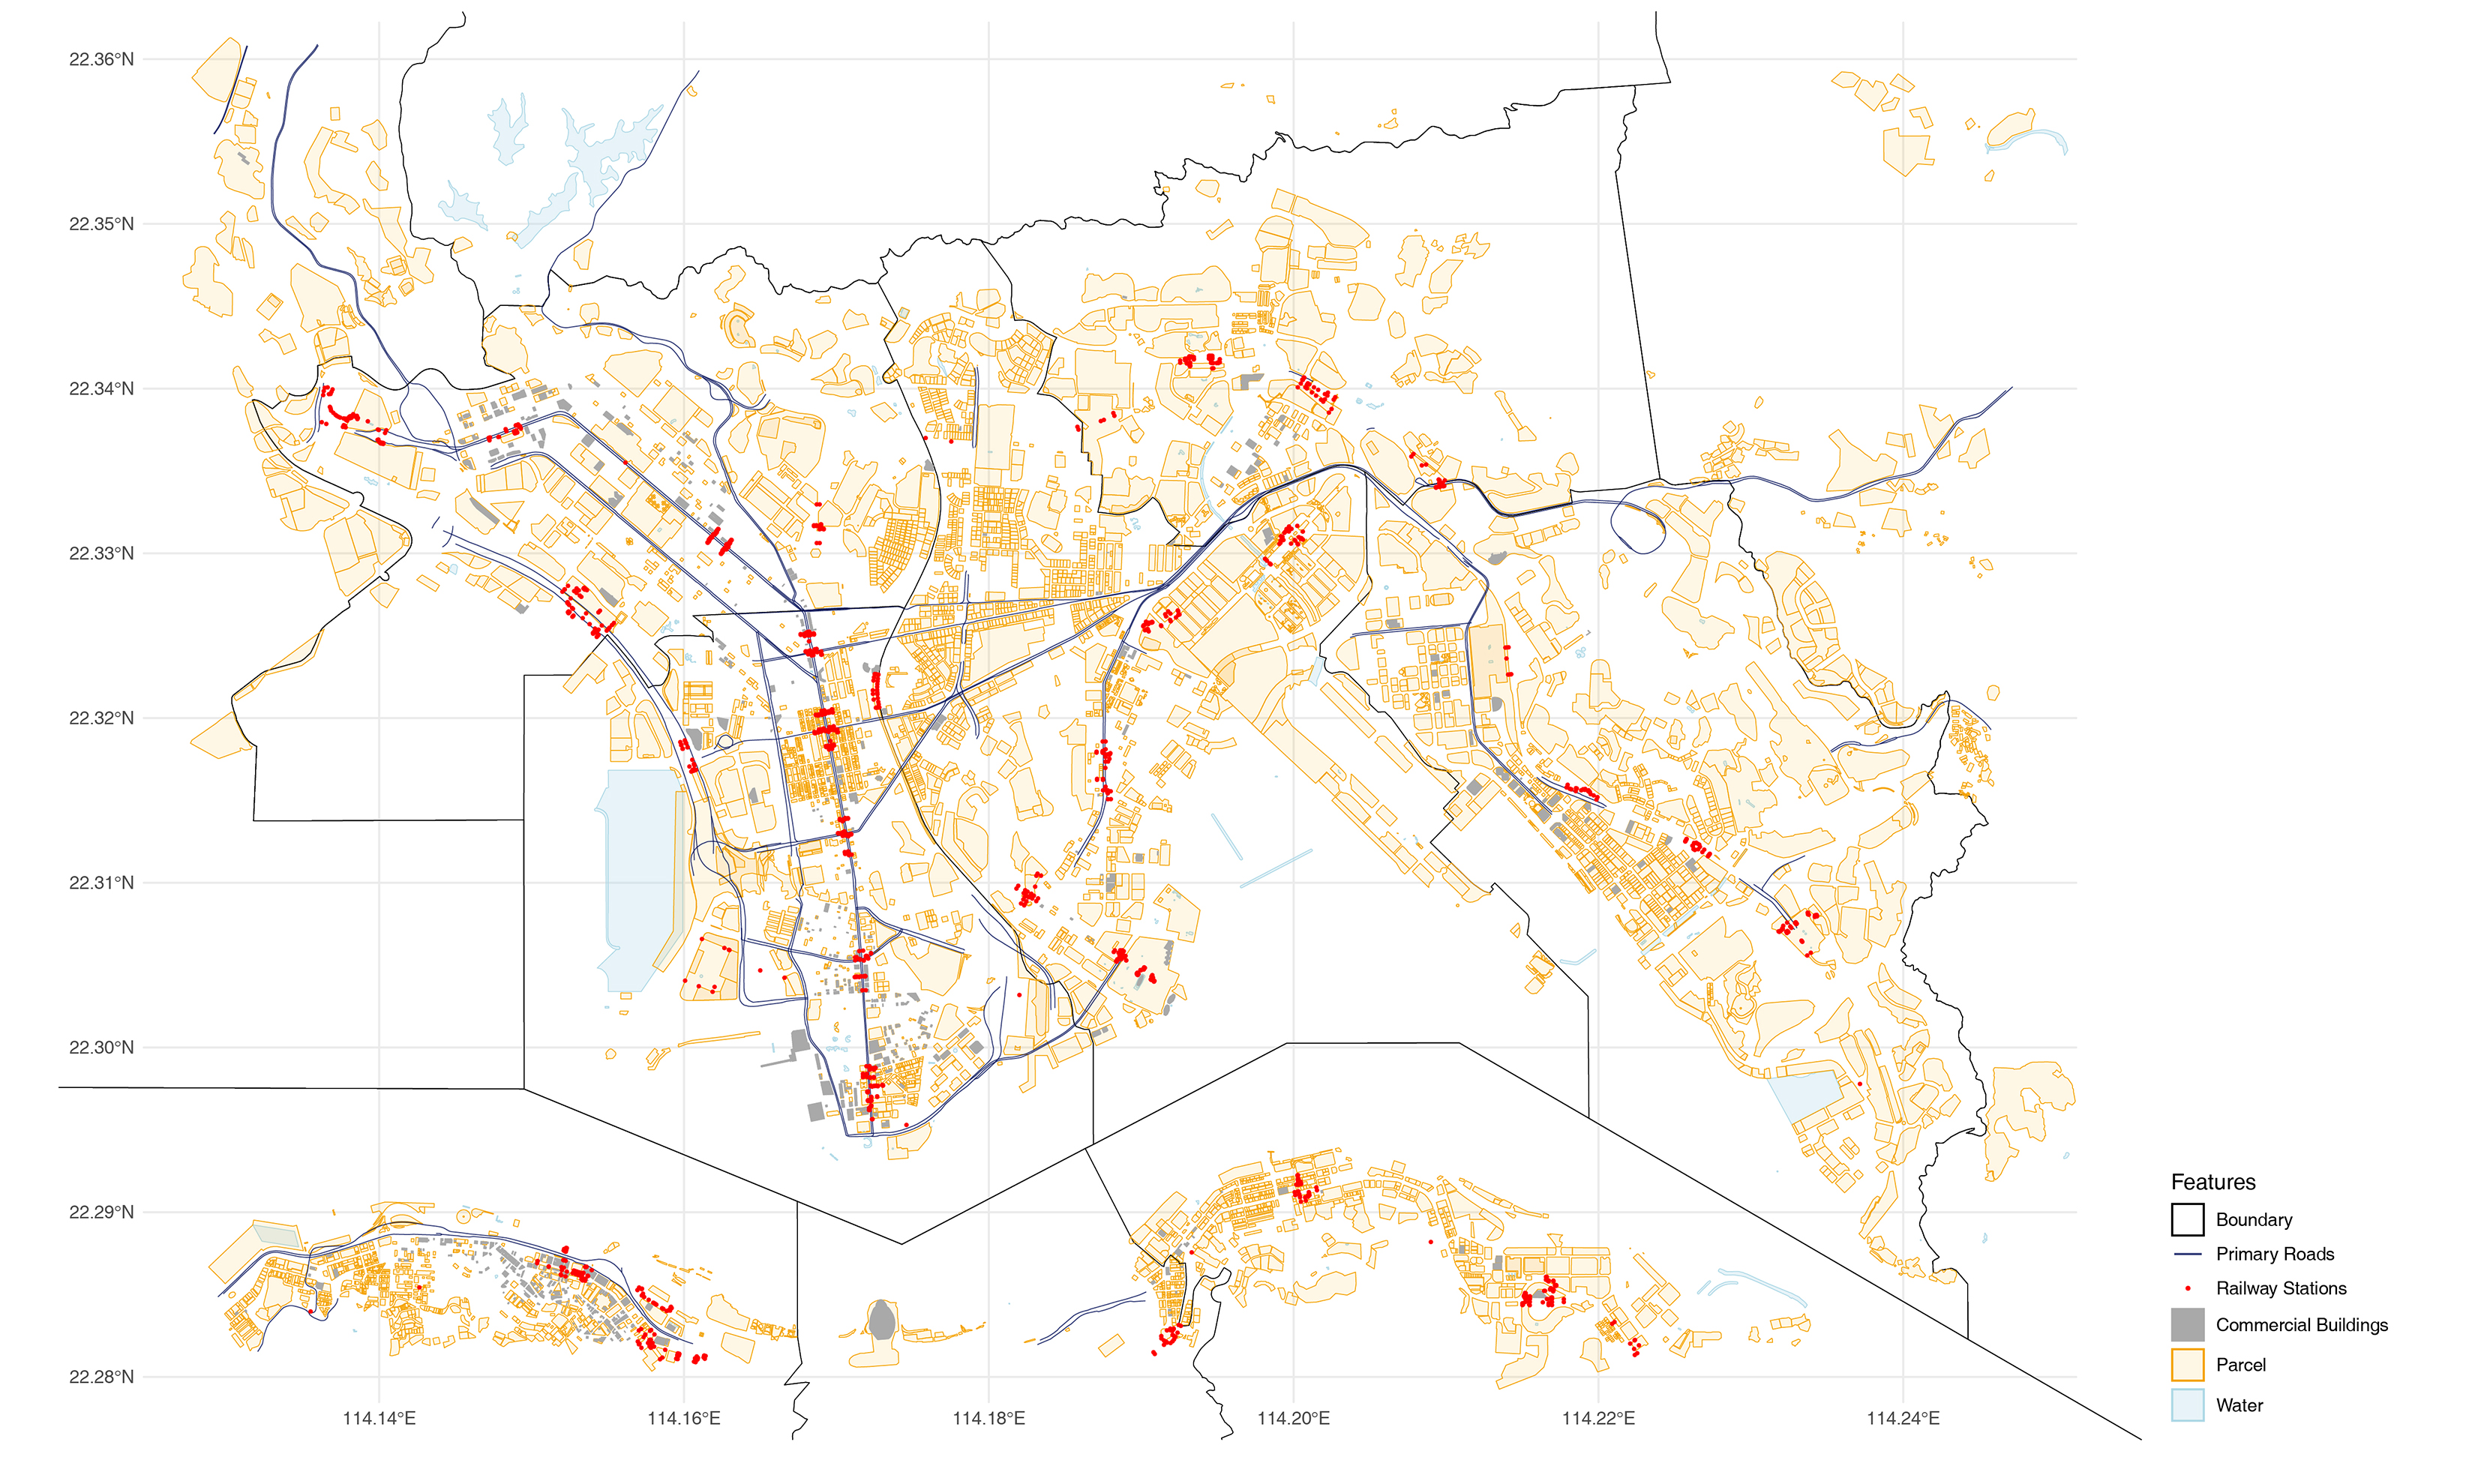 22.36°N
22.35°N
22.34°N
22.33°N
22.32°N
22.31°N
22.30°N
22.29°N
22.28°N
114.14°E
114.16°E
114.18°E
114.20°E
114.22°E
114.24°E
Features
Boundary
Primary Roads
Railway Stations
Commercial Buildings
Parcel
Water